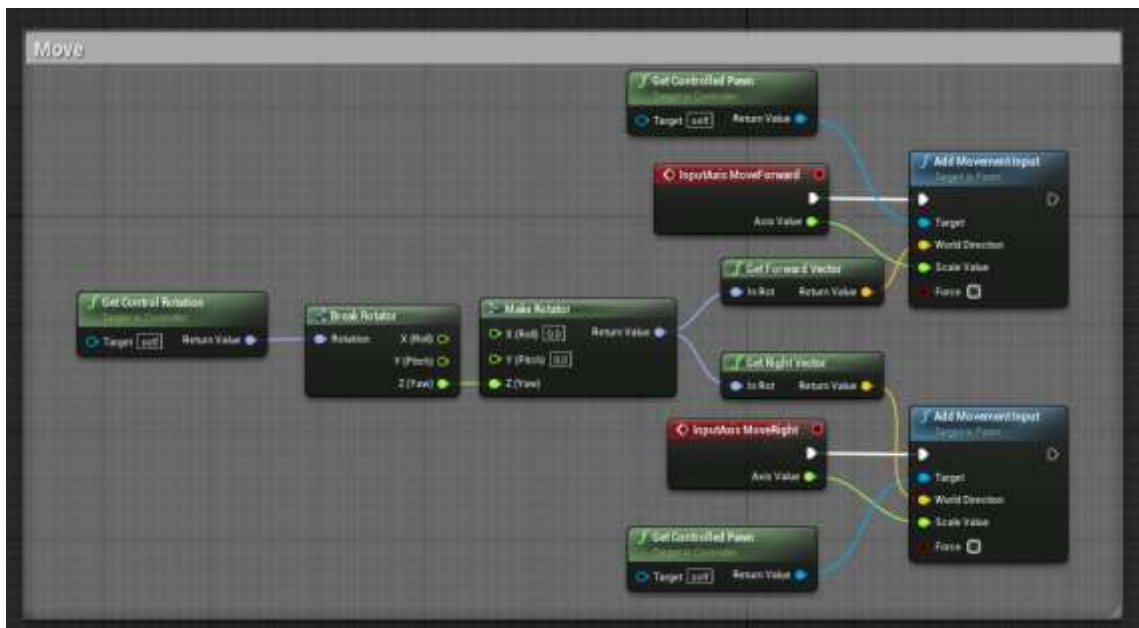 Move
Get Controlled Pawn
Target is Controller
Target self Return Value
InputAxis MoveForward
Axis Value
Add Movement Input
Target is Pawn
Target
World Direction
Scale Value
Force
Get Forward Vector
In Rot Return Value
Get Control Rotation
Target is Controller
Target self Return Value
Break Rotator
Rotation X (Roll)
Y (Pitch)
Z (Yaw)
Make Rotator
X (Roll) 0.0 Return Value
Y (Pitch) 0.0
Z (Yaw)
Get Right Vector
In Rot Return Value
InputAxis MoveRight
Axis Value
Add Movement Input
Target is Pawn
Target
World Direction
Scale Value
Force
Get Controlled Pawn
Target is Controller
Target self Return Value